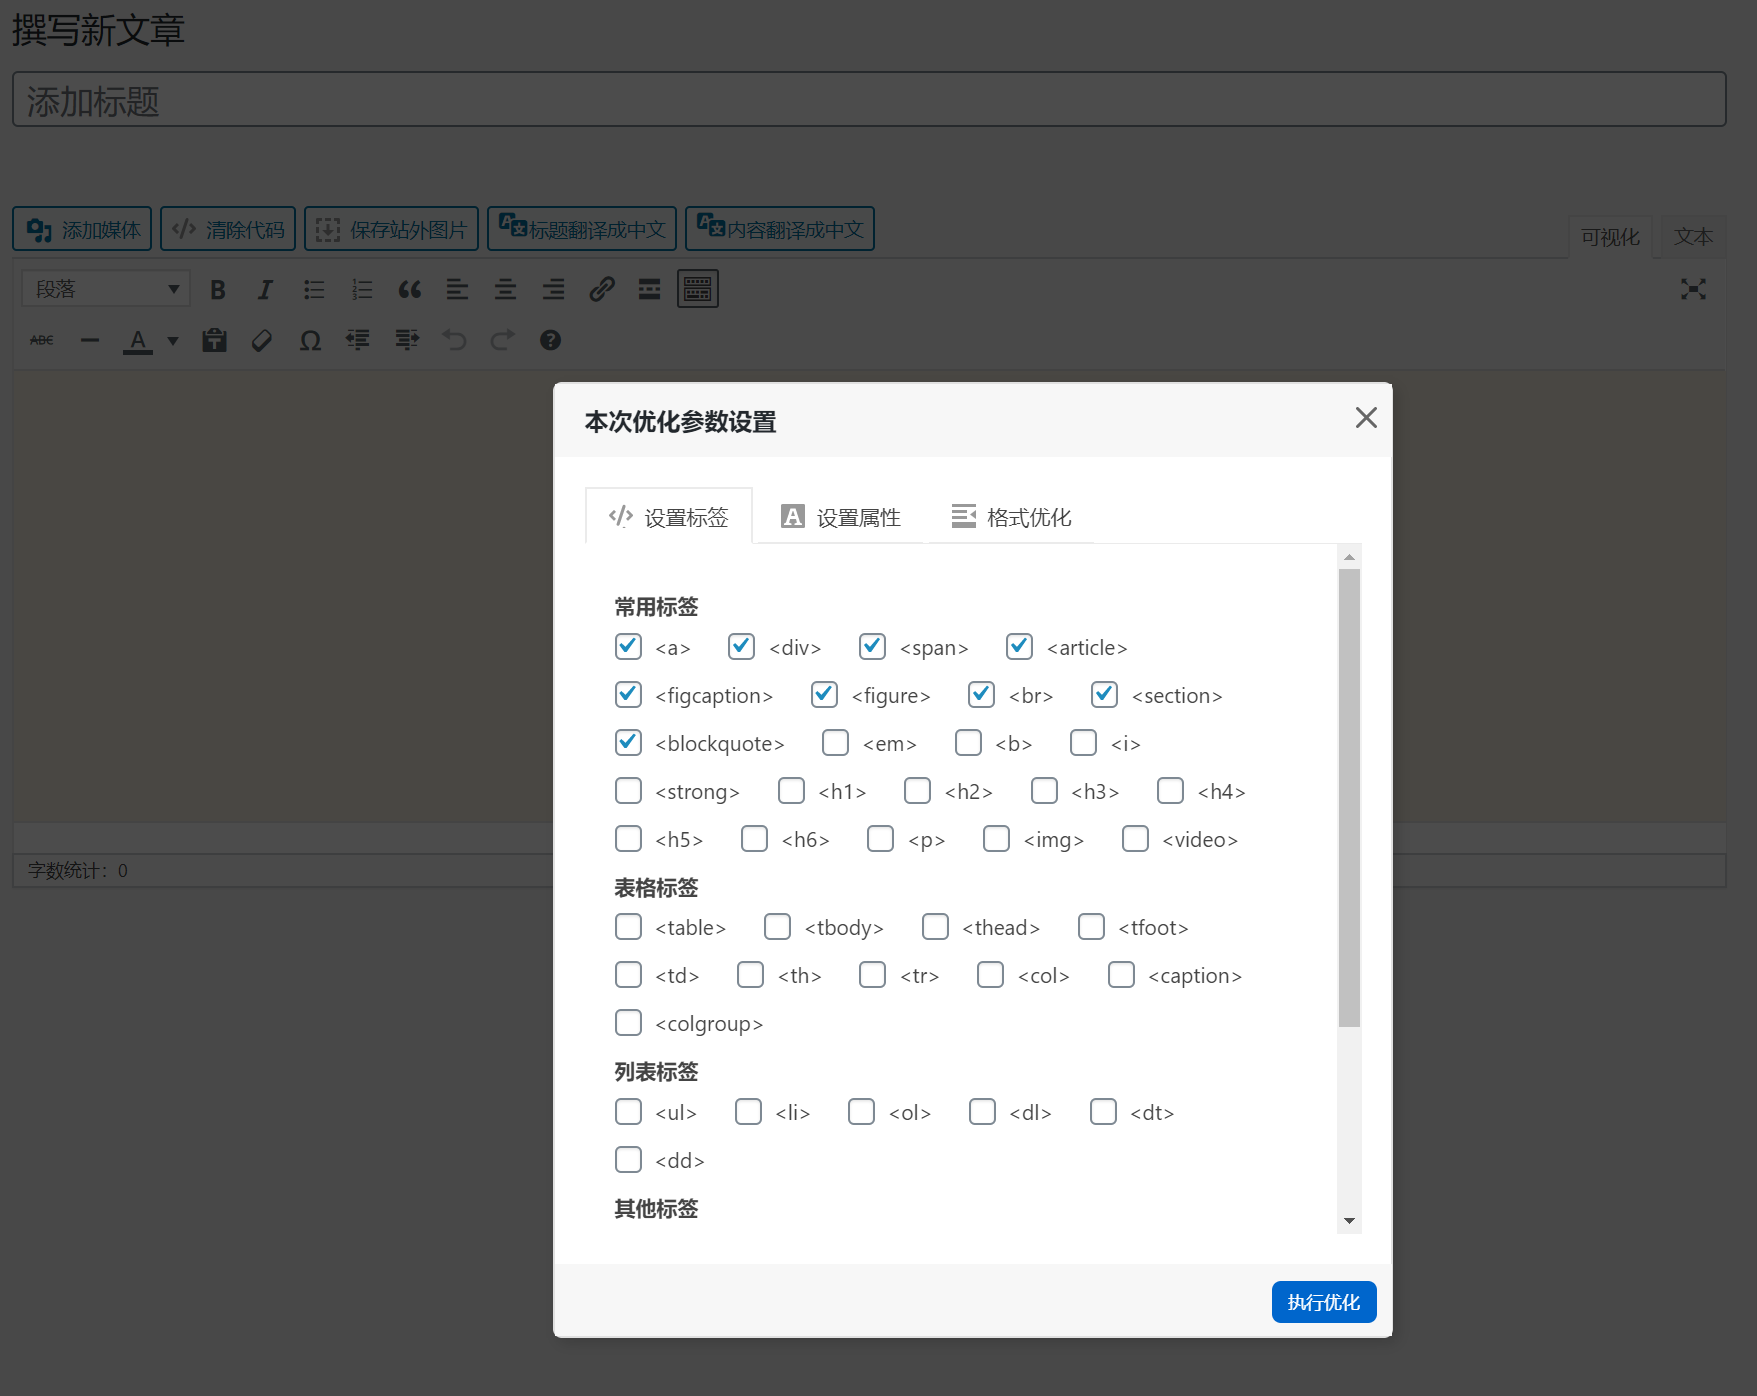 撰写新文章
添加标题
添加媒体 清除代码 保存站外图片 标题翻译成中文 内容翻译成中文 可视化 文本
段落
ABC
本次优化参数设置
设置标签 设置属性 格式优化
常用标签
<a> <div> <span> <article>
<figcaption> <figure> <br> <section>
<blockquote> <em> <b> <i>
<strong> <h1> <h2> <h3> <h4>
<h5> <h6> <p> <img> <video>
表格标签
<table> <tbody> <thead> <tfoot>
<td> <th> <tr> <col> <caption>
<colgroup>
列表标签
<ul> <li> <ol> <dl> <dt>
<dd>
其他标签
执行优化
字数统计：0